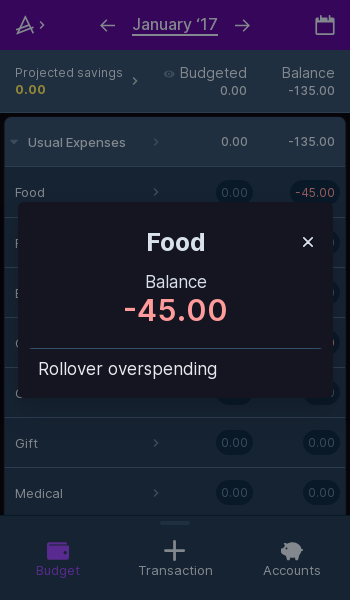 January ‘17
Projected savings
0.00
Budgeted
0.00
Balance
-135.00
Usual Expenses 0.00 -135.00
Food 0.00 -45.00
Food
Balance
-45.00
Rollover overspending
Gift 0.00 0.00
Medical 0.00 0.00
Budget
Transaction
Accounts